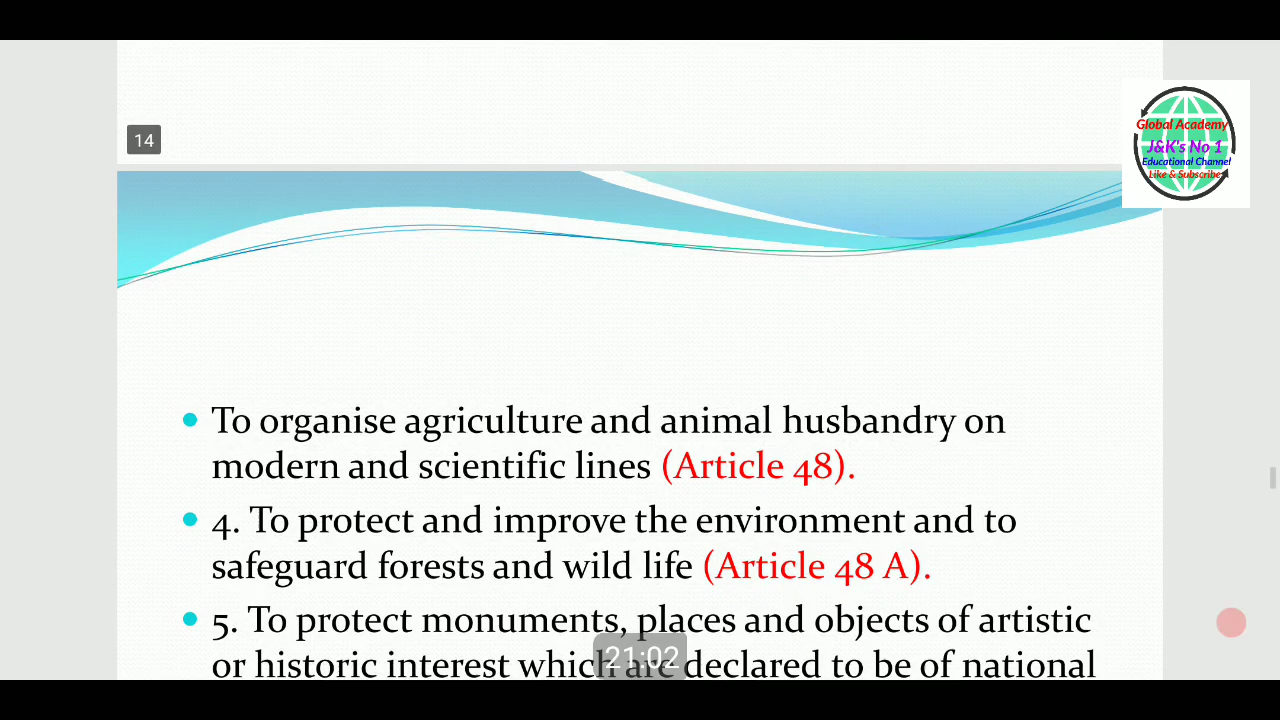 14
Global Academy
J&K's No 1
Educational Channel
Like & Subscribe
• To organise agriculture and animal husbandry on
modern and scientific lines (Article 48).
• 4. To protect and improve the environment and to
safeguard forests and wild life (Article 48 A).
• 5. To protect monuments, places and objects of artistic
or historic interest which are declared to be of national
21:02